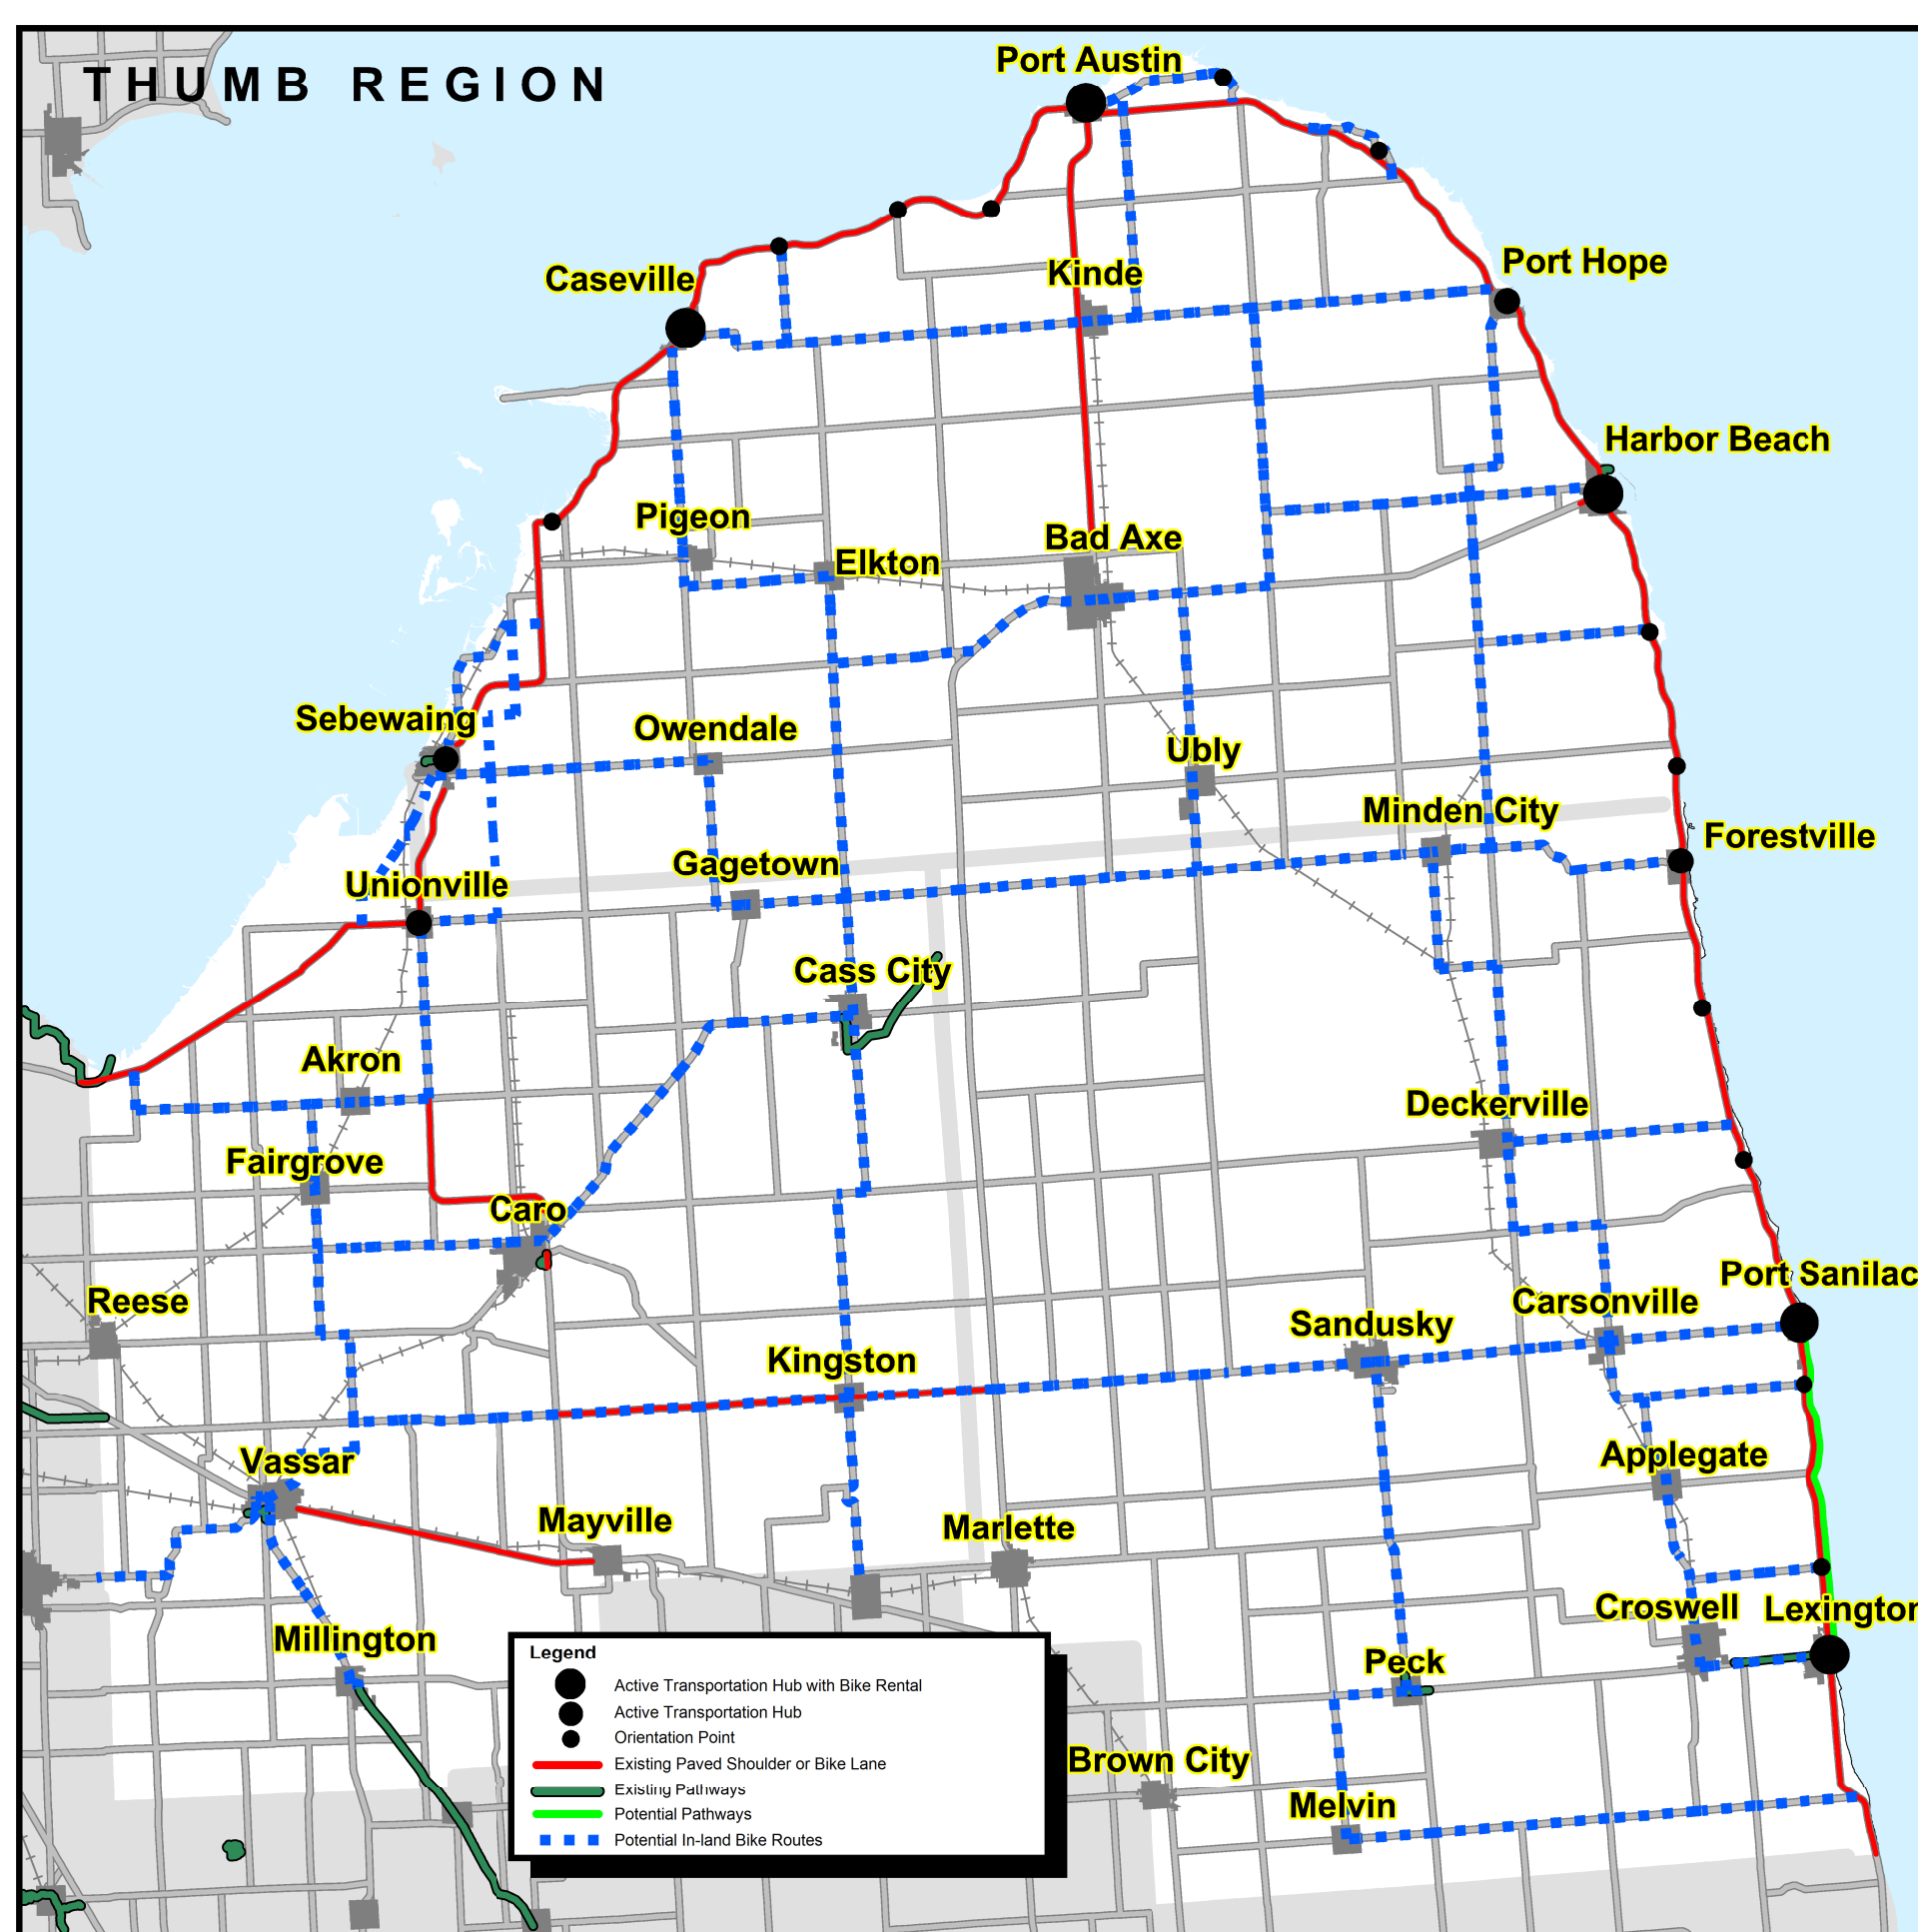 Port Austin
THUMB REGION
Port Hope
Kinde
Caseville
Harbor Beach
Pigeon
Bad Axe
Elkton
Sebewaing
Owendale
Ubly
Minden City
Forestville
Gagetown
Unionville
Cass City
Akron
Deckerville
Fairgrove
Caro
Port Sanilac
Reese
Carsonville
Sandusky
Kingston
Applegate
Vassar
Mayville
Marlette
Croswell
Lexington
Millington
Peck
Brown City
Melvin
Legend
Active Transportation Hub with Bike Rental
Active Transportation Hub
Orientation Point
Existing Paved Shoulder or Bike Lane
Existing Pathways
Potential Pathways
Potential In-land Bike Routes